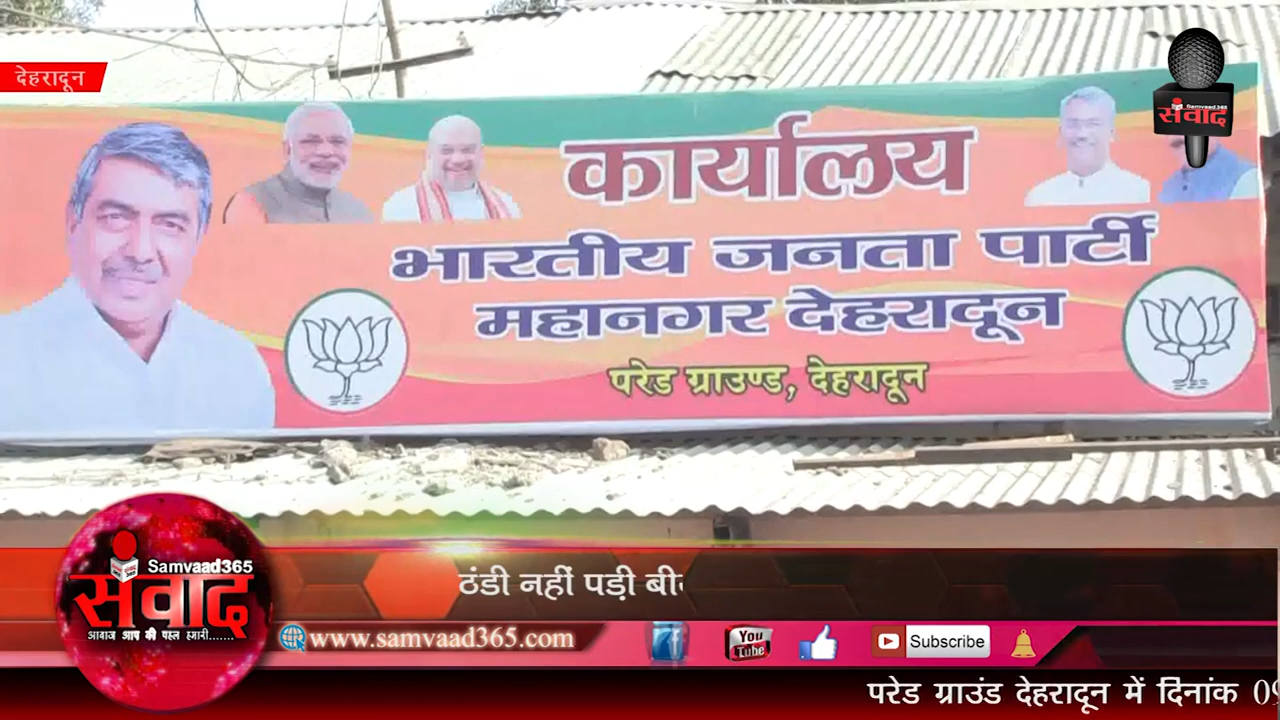 देहरादून
Samvaad365
संवाद
कार्यालय
भारतीय जनता पार्टी
महानगर देहरादून
परेड ग्राउण्ड, देहरादून
Samvaad365
संवाद
आवाज आप की पहल हमारी.......
ठंडी नहीं पड़ी
www.samvaad365.com
You
Tube
Subscribe
परेड ग्राउंड देहरादून में दिनांक